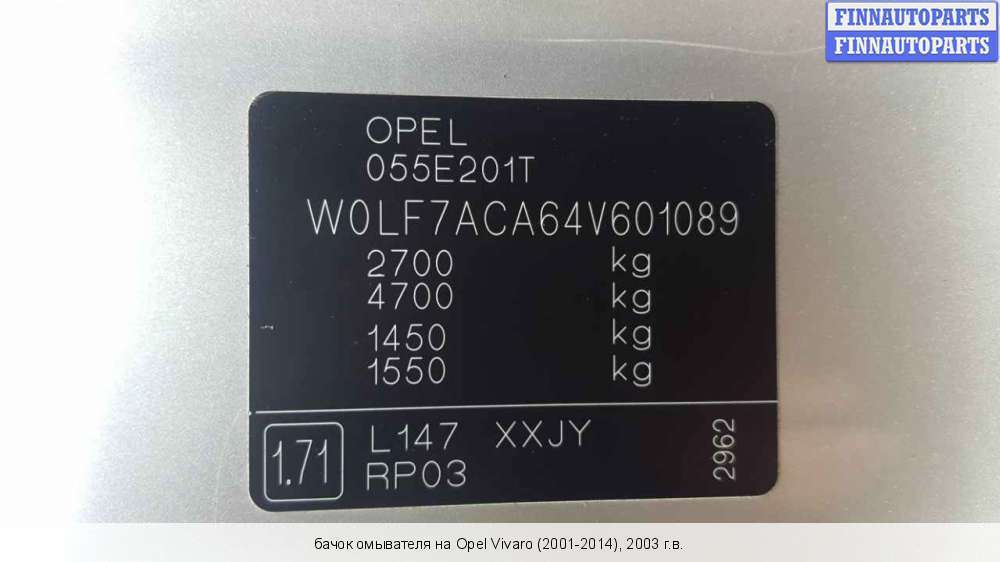 FINNAUTOPARTS
FINNAUTOPARTS
OPEL
055E201T
W0LF7ACA64V601089
2700 kg
4700 kg
1450 kg
1550 kg
1.71 L147 XXJY
RP03
2962
бачок омывателя на Opel Vivaro (2001-2014), 2003 г.в.